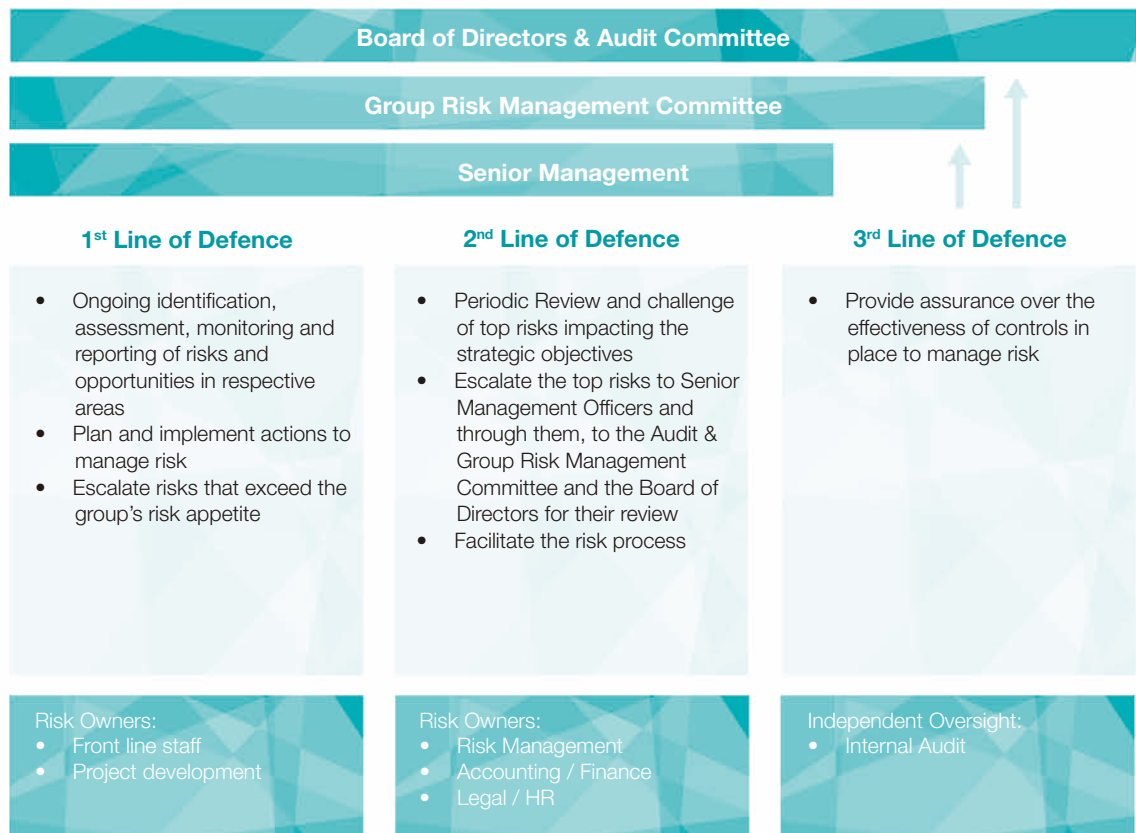 Board of Directors & Audit Committee
Group Risk Management Committee
Senior Management
1st Line of Defence
• Ongoing identification,
assessment, monitoring and
reporting of risks and
opportunities in respective
areas
• Plan and implement actions to
manage risk
• Escalate risks that exceed the
group's risk appetite
Risk Owners:
• Front line staff
• Project development
2nd Line of Defence
• Periodic Review and challenge
of top risks impacting the
strategic objectives
• Escalate the top risks to Senior
Management Officers and
through them, to the Audit &
Group Risk Management
Committee and the Board of
Directors for their review
• Facilitate the risk process
Risk Owners:
• Risk Management
• Accounting / Finance
• Legal / HR
3rd Line of Defence
• Provide assurance over the
effectiveness of controls in
place to manage risk
Independent Oversight:
• Internal Audit